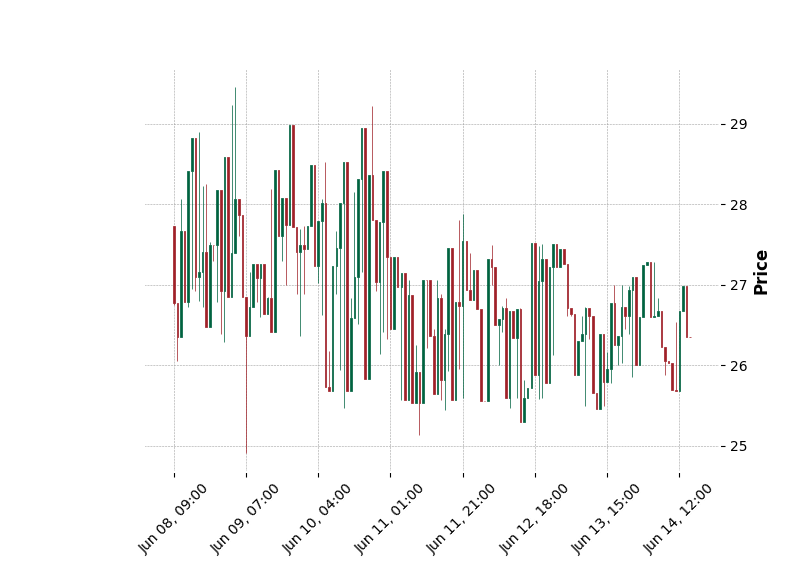 29
28
27
26
25
Price
Jun 08, 09:00
Jun 09, 07:00
Jun 10, 04:00
Jun 11, 01:00
Jun 11, 21:00
Jun 12, 18:00
Jun 13, 15:00
Jun 14, 12:00